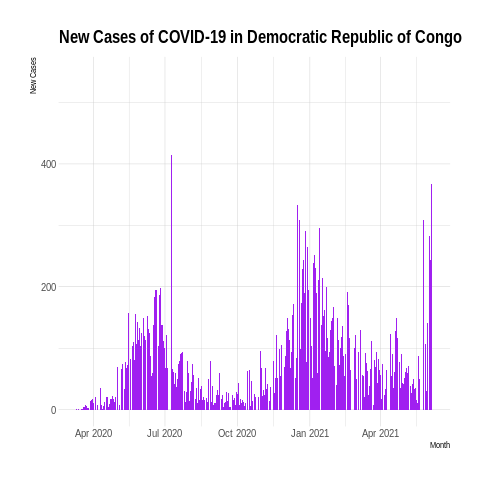 New Cases of COVID-19 in Democratic Republic of Congo
New Cases
400
200
0
Apr 2020 Jul 2020 Oct 2020 Jan 2021 Apr 2021
Month